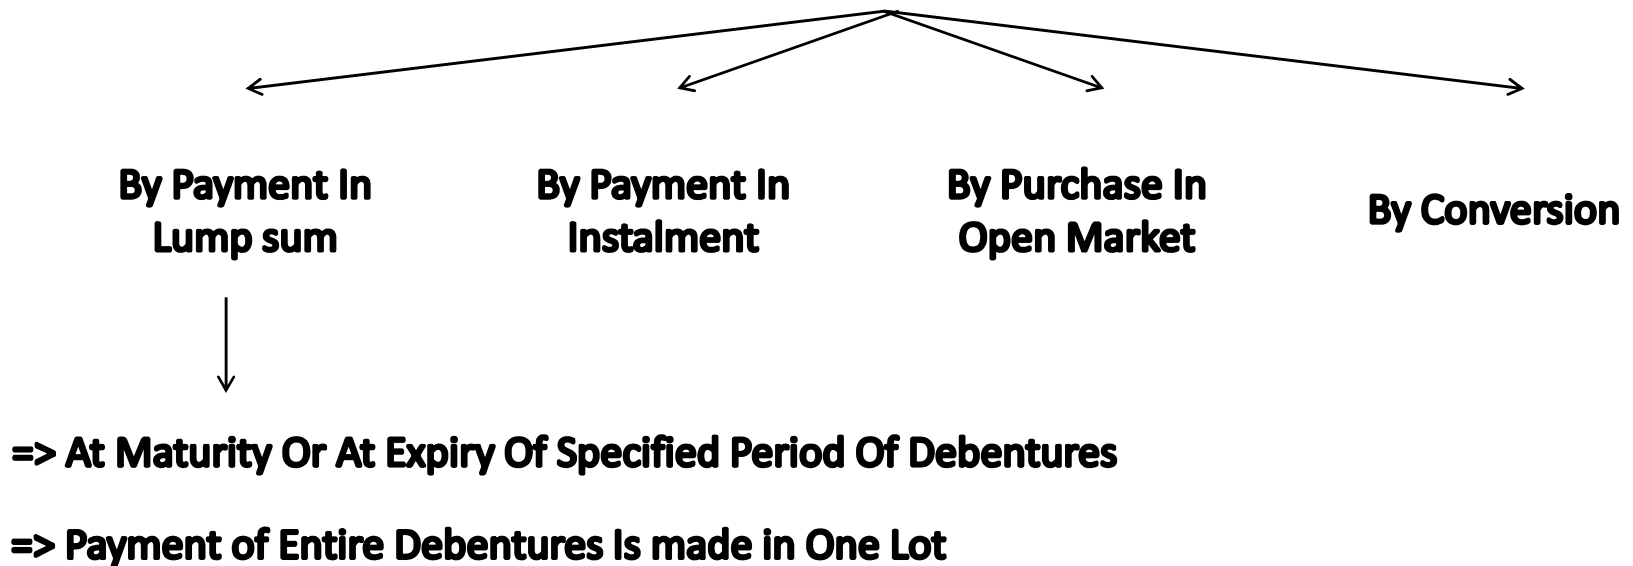 By Payment In
Lump sum
By Payment In
Instalment
By Purchase In
Open Market
By Conversion
=> At Maturity Or At Expiry Of Specified Period Of Debentures
=> Payment of Entire Debentures Is made in One Lot